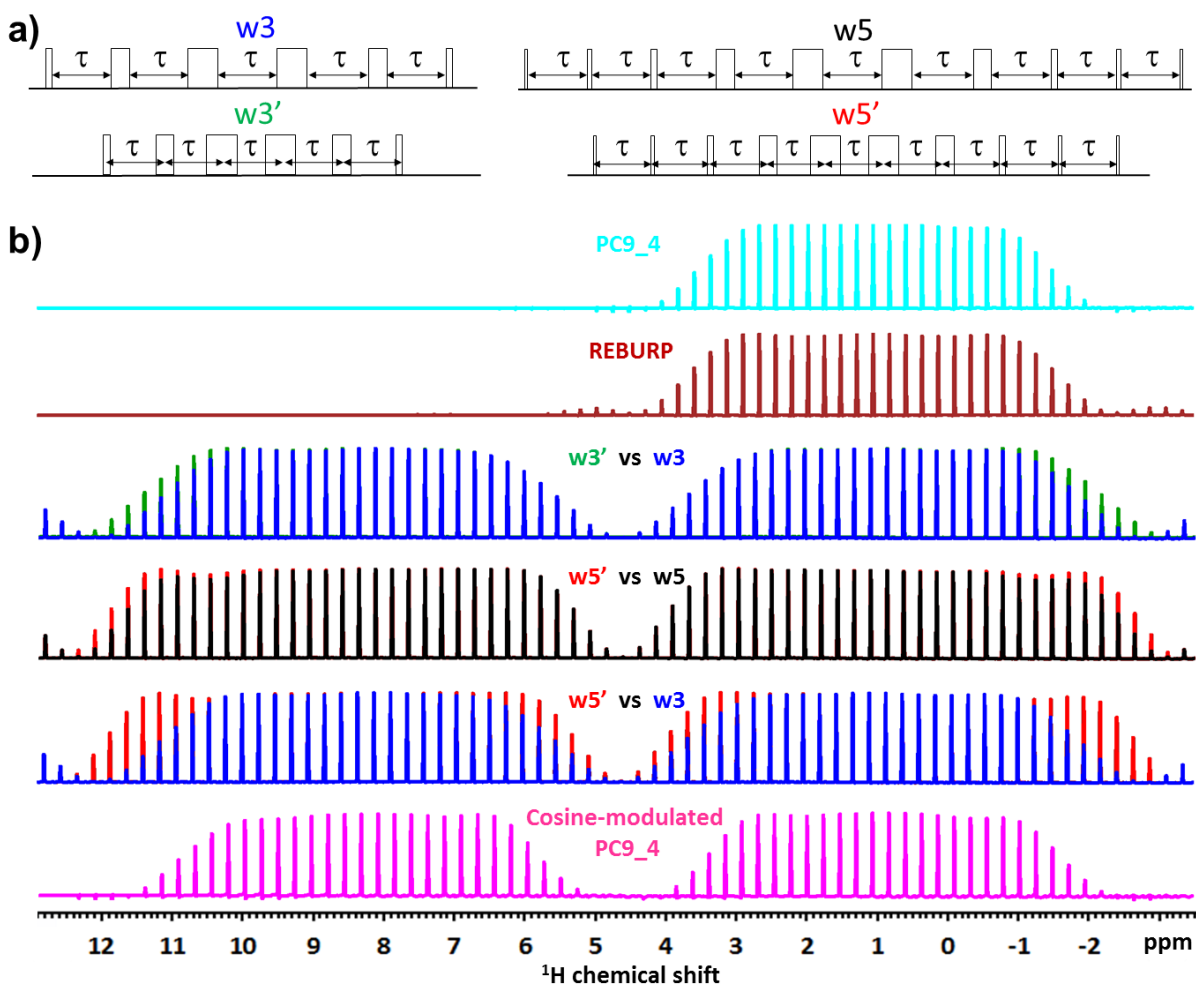 a)
w3
w5
τ τ τ τ τ
τ τ τ τ τ τ τ τ τ
w3’
w5’
τ τ τ τ τ
τ τ τ τ τ τ τ τ τ
b)
PC9_4
REBURP
w3’ vs w3
w5’ vs w5
w5’ vs w3
Cosine-modulated
PC9_4
12 11 10 9 8 7 6 5 4 3 2 1 0 -1 -2 ppm
¹H chemical shift